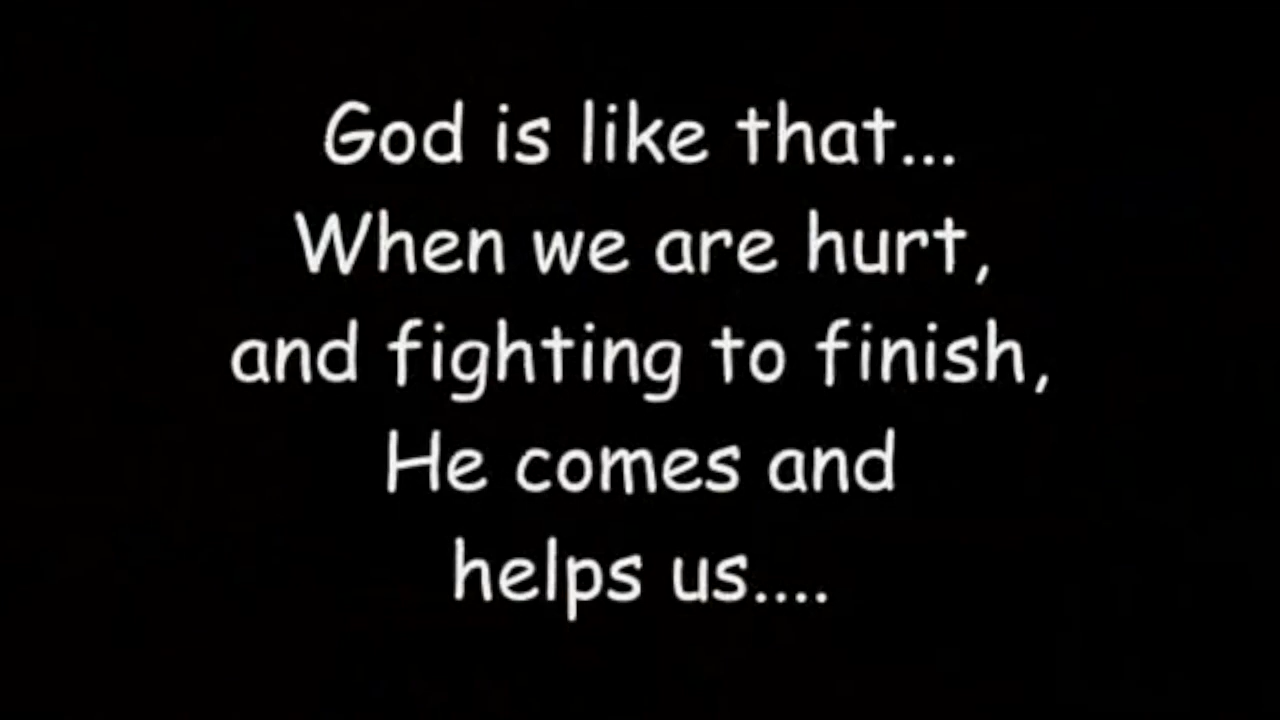 God is like that...
When we are hurt,
and fighting to finish,
He comes and
helps us....